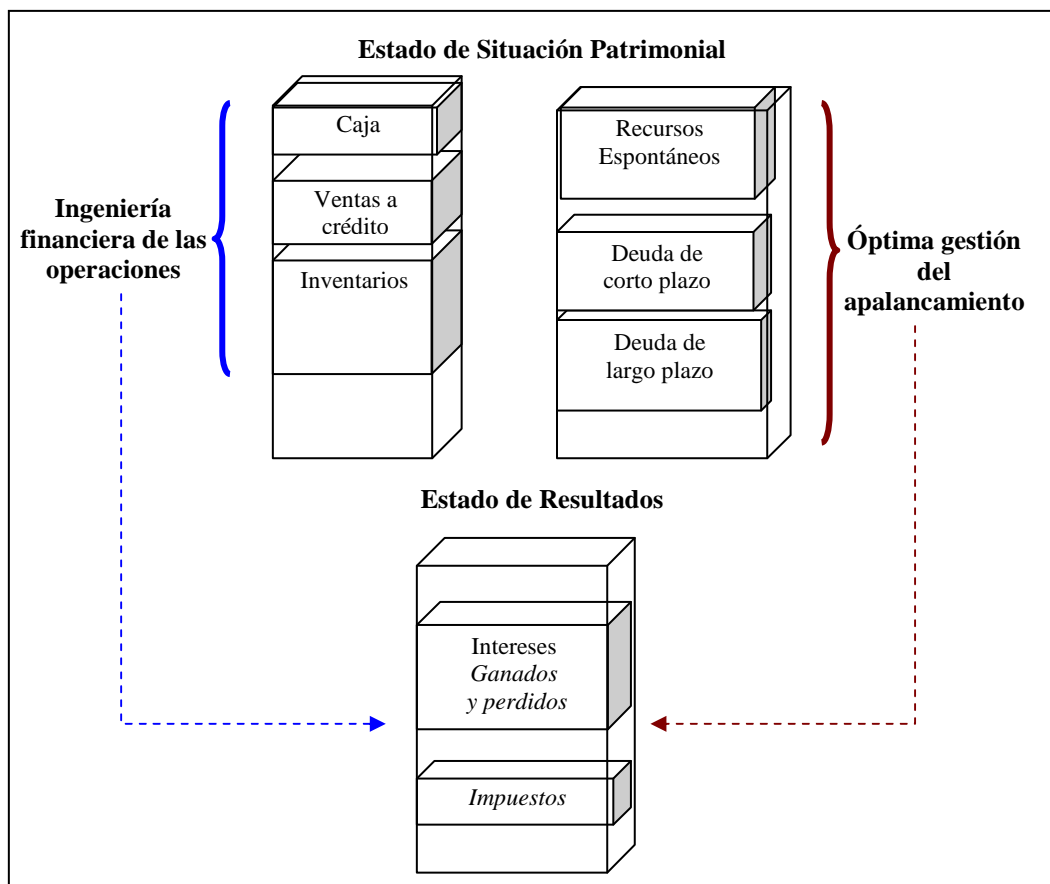 Estado de Situación Patrimonial
Caja
Ventas a
crédito
Inventarios
Ingeniería
financiera de las
operaciones
Recursos
Espontáneos
Deuda de
corto plazo
Deuda de
largo plazo
Óptima gestión
del
apalancamiento
Estado de Resultados
Intereses
Ganados
y perdidos
Impuestos